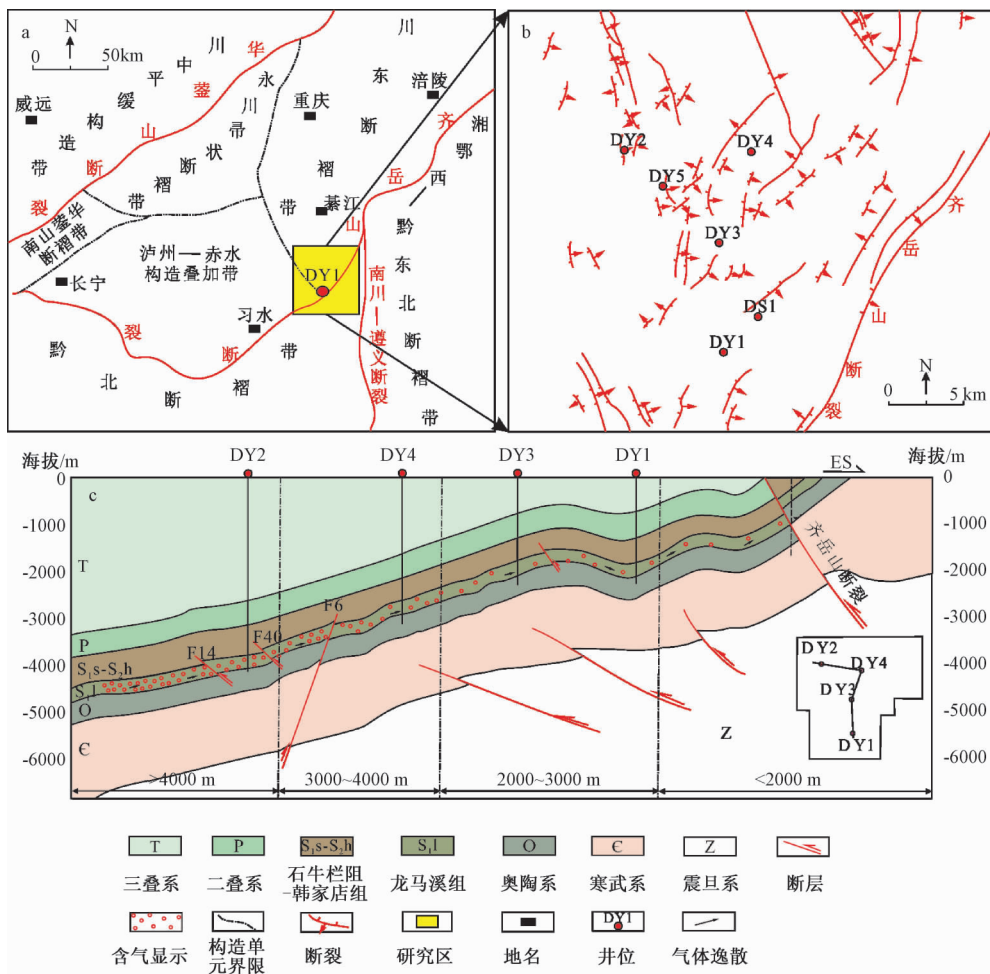 a
N
0 50km
威远
川中平缓构造带
华蓥山断裂
永川帚状断褶带
重庆
川东断褶带
涪陵
綦江
齐岳山断裂
湘鄂西
黔东北断褶带
南山蓥华
断褶带
泸州—赤水
构造叠加带
长宁
DY1
习水
南川—遵义断裂
黔北断褶带
b
DY2
DY4
DY5
DY3
DS1
DY1
齐岳山断裂
N
0 5 km
海拔/m
DY2
DY4
DY3
DY1
ES
海拔/m
0
c
0
-1000
-1000
-2000
-2000
-3000
-3000
-4000
-4000
-5000
-5000
-6000
-6000
T
P
S₁s-S₂h
S₁l
O
Є
Z
F14
F40
F6
齐岳山断裂
DY2
DY4
DY3
DY1
>4000 m
3000~4000 m
2000~3000 m
<2000 m
T
P
S₁s-S₂h
S₁l
O
Є
Z
三叠系
二叠系
石牛栏阻
-韩家店组
龙马溪组
奥陶系
寒武系
震旦系
断层
DY1
含气显示
构造单
元界限
断裂
研究区
地名
井位
气体逸散